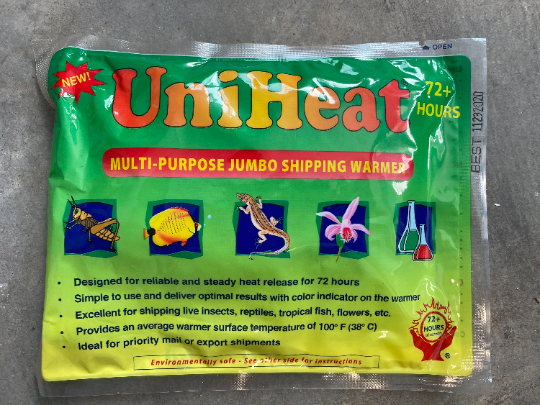 OPEN
NEW!
UniHeat
72+
HOURS
BEST 11292020
MULTI-PURPOSE JUMBO SHIPPING WARMER
• Designed for reliable and steady heat release for 72 hours
• Simple to use and deliver optimal results with color indicator on the warmer
• Excellent for shipping live insects, reptiles, tropical fish, flowers, etc.
• Provides an average warmer surface temperature of 100° F (38° C)
• Ideal for priority mail or export shipments
72+
HOURS
®
Environmentally safe - See other side for instructions